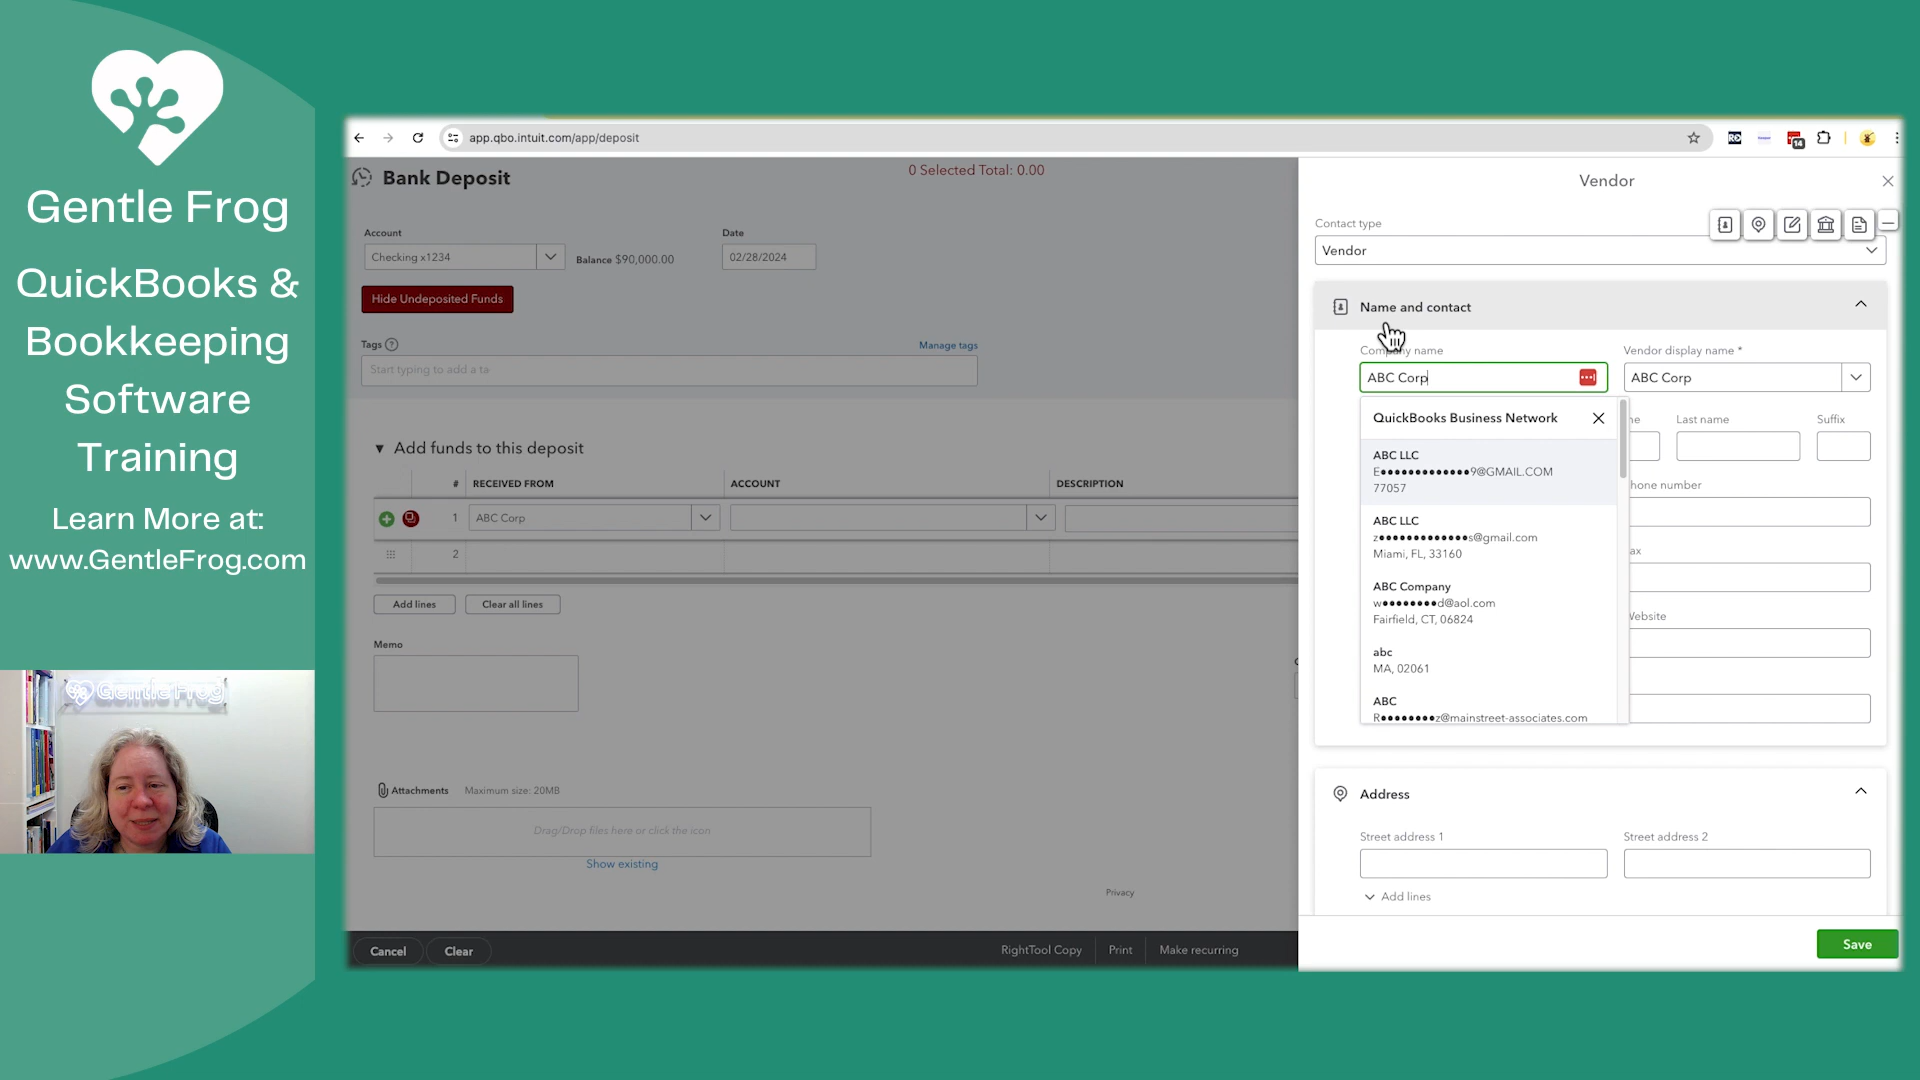 Gentle Frog
QuickBooks &
Bookkeeping
Software
Training
Learn More at:
www.GentleFrog.com
Gentle Frog
app.qbo.intuit.com/app/deposit
14
Bank Deposit
0 Selected Total: 0.00
Account
Date
Checking x1234
Balance $90,000.00
02/28/2024
Hide Undeposited Funds
Tags ?
Manage tags
Start typing to add a ta
Add funds to this deposit
# RECEIVED FROM ACCOUNT DESCRIPTION
1 ABC Corp
2
Add lines
Clear all lines
Memo
Attachments Maximum size: 20MB
Drag/Drop files here or click the icon
Show existing
Privacy
Cancel
Clear
RightTool Copy
Print
Make recurring
Vendor
Contact type
Vendor
Name and contact
Company name
Vendor display name *
ABC Corp
ABC Corp
QuickBooks Business Network
Last name
Suffix
ABC LLC
E●●●●●●●●●●●●●9@GMAIL.COM
77057
ABC LLC
z●●●●●●●●●●●●●s@gmail.com
Miami, FL, 33160
ABC Company
w●●●●●●●●d@aol.com
Fairfield, CT, 06824
abc
MA, 02061
ABC
R●●●●●●●●z@mainstreet-associates.com
hone number
ax
Website
Address
Street address 1
Street address 2
Add lines
Save